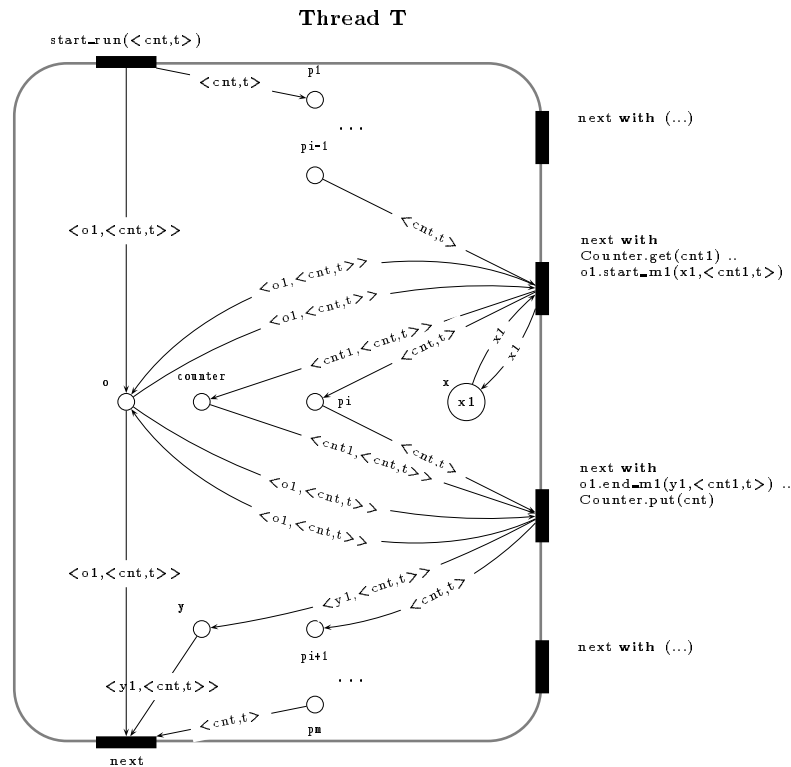 Thread T
start_run(<cnt,t>)
p1
<cnt,t>
...
next with (...)
pi-1
<cnt,t>
<o1,<cnt,t>>
next with
Counter.get(cnt1) ..
o1.start_m1(x1,<cnt1,t>)
<o1,<cnt,t>>
<o1,<cnt,t>>
<cnt1,<cnt,t>>
<cnt,t>
x1
x1
o
counter
pi
x
x1
<cnt1,<cnt,t>>
<cnt,t>
next with
o1.end_m1(y1,<cnt1,t>) ..
Counter.put(cnt)
<o1,<cnt,t>>
<o1,<cnt,t>>
<o1,<cnt,t>>
<y1,<cnt,t>>
<cnt,t>
y
pi+1
next with (...)
...
<y1,<cnt,t>>
<cnt,t>
pm
next